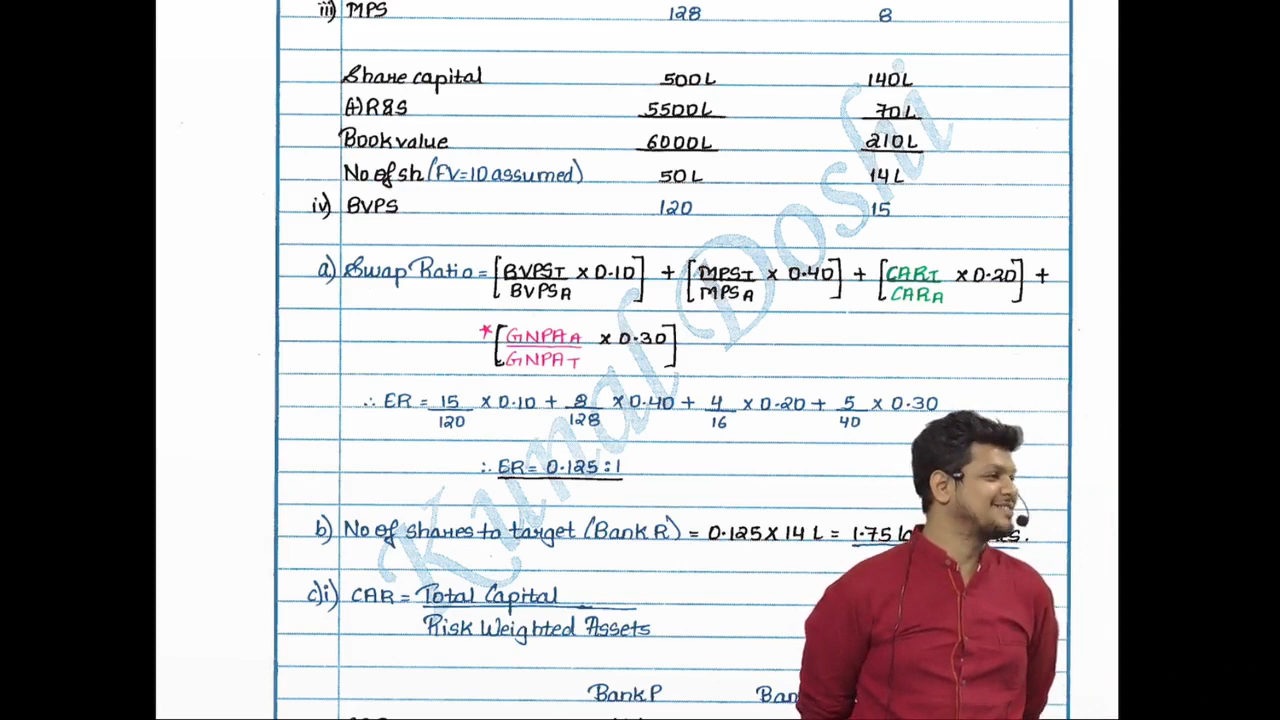 iii) MPS 128 8
Share capital 500L 140L
(+) R&S 5500L 70L
Book value 6000L 210L
No of sh (FV=10 assumed) 50L 14L
iv) BVPS 120 15
a) Swap Ratio = [BVPST/BVPSA × 0.10] + [MPST/MPSA × 0.40] + [CART/CARA × 0.20] +
*[GNPAA/GNPAT × 0.30]
∴ ER = 15/120 × 0.10 + 8/128 × 0.40 + 4/16 × 0.20 + 5/40 × 0.30
∴ ER = 0.125 : 1
b) No of shares to target (Bank R) = 0.125 × 14 L = 1.75
c) i) CAR = Total Capital
Risk Weighted Assets
Bank P
Kunal Doshi